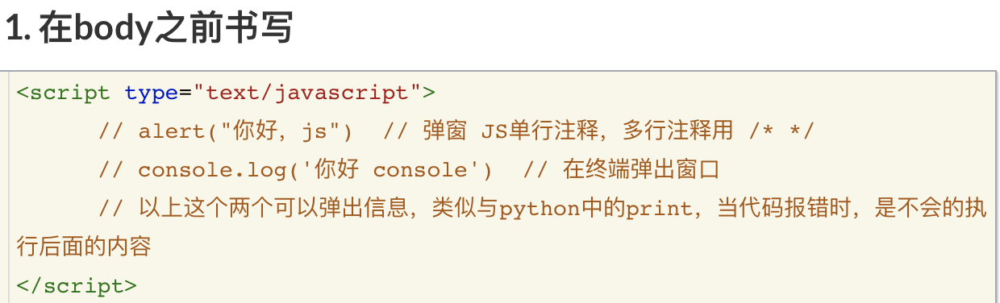 1. 在body之前书写
<script type="text/javascript">
// alert("你好，js")  // 弹窗 JS单行注释，多行注释用 /* */
// console.log('你好 console')  // 在终端弹出窗口
// 以上这个两个可以弹出信息，类似与python中的print，当代码报错时，是不会的执
行后面的内容
</script>